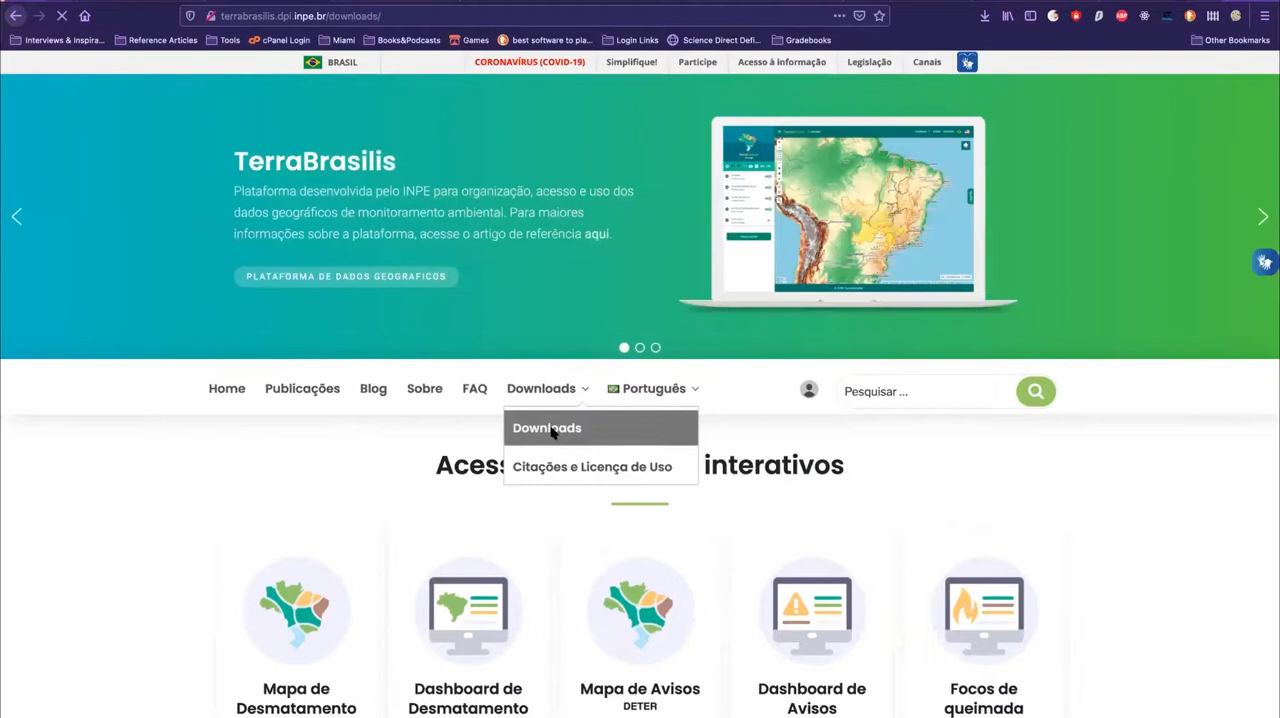 terrabrasilis.dpi.inpe.br/downloads/
Interviews & Inspira...
Reference Articles
Tools
cPanel Login
Miami
Books&Podcasts
Games
best software to pla...
LogIn Links
Science Direct Defi...
Gradebooks
Other Bookmarks
BRASIL
CORONAVÍRUS (COVID-19)
Simplifique!
Participe
Acesso à informação
Legislação
Canais
TerraBrasilis
Plataforma desenvolvida pelo INPE para organização, acesso e uso dos
dados geográficos de monitoramento ambiental. Para maiores
informações sobre a plataforma, acesse o artigo de referência aqui.
PLATAFORMA DE DADOS GEOGRAFICOS
Home
Publicações
Blog
Sobre
FAQ
Downloads
Português
Pesquisar ...
Downloads
Citações e Licença de Uso
Acess interativos
Mapa de
Desmatamento
Dashboard de
Desmatamento
Mapa de Avisos
DETER
Dashboard de
Avisos
Focos de
queimada